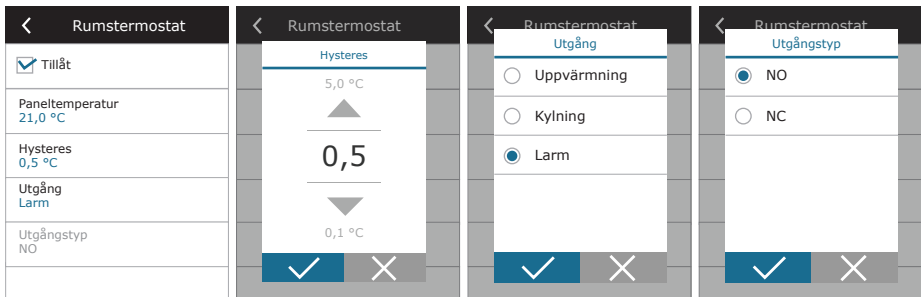 Rumstermostat
Tillåt
Paneltemperatur
21,0 °C
Hysteres
0,5 °C
Utgång
Larm
Utgångstyp
NO
Rumstermostat
Hysteres
5,0 °C
0,5
0,1 °C
Rumstermostat
Utgång
Uppvärmning
Kylning
Larm
Rumstermostat
Utgångstyp
NO
NC